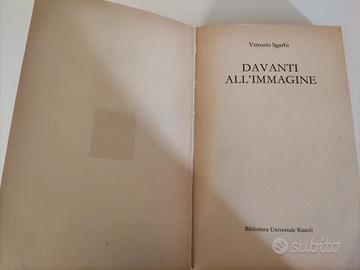 Vittorio Sgarbi
DAVANTI
ALL'IMMAGINE
Biblioteca Universale Rizzoli
subito